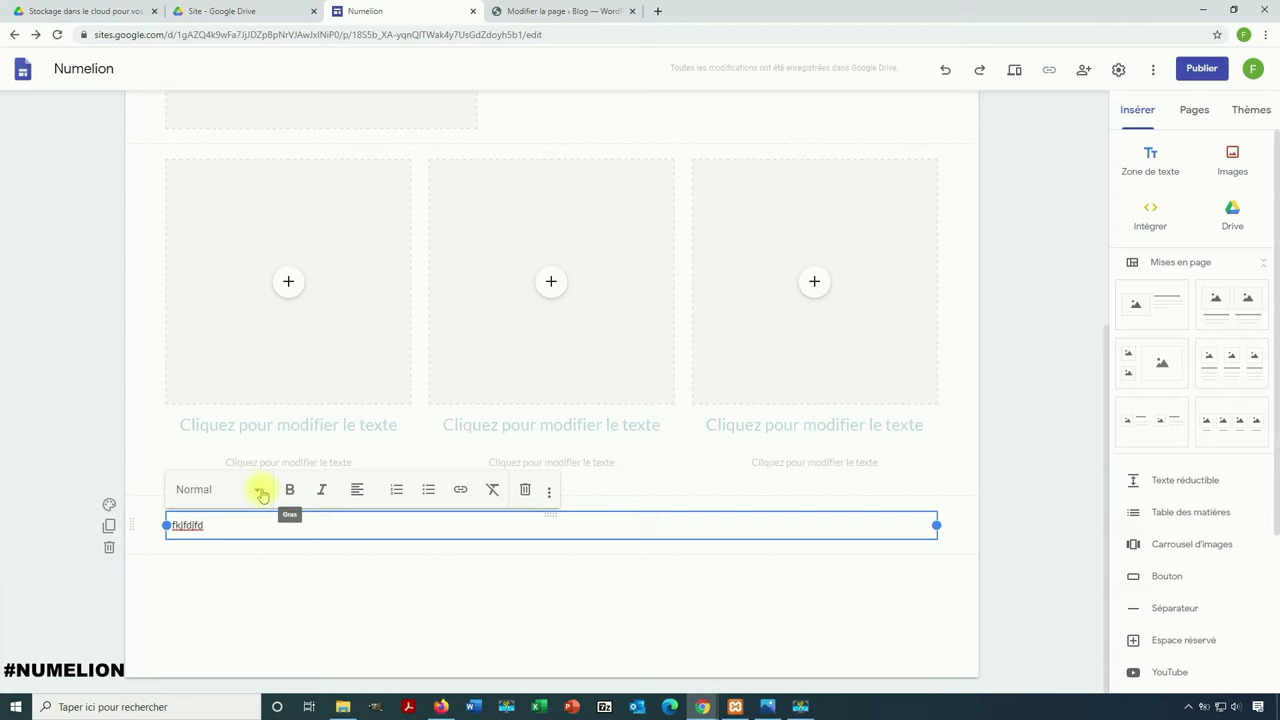 Stockage dans le cloud pour vos
Site - Google Drive
Numelion
Modifier la page ‹ Blog — WordF
sites.google.com/d/1gAZQ4k9wFa7JjJDZpBpNrVJAwJxlNiP0/p/18S5b_XA-yqnQlTWak4y7UsGdZdoyh5b1/edit
F
Numelion
Toutes les modifications ont été enregistrées dans Google Drive.
Publier
F
Insérer
Pages
Thèmes
Zone de texte
Images
Intégrer
Drive
Mises en page
Cliquez pour modifier le texte
Cliquez pour modifier le texte
Cliquez pour modifier le texte
Cliquez pour modifier le texte
Cliquez pour modifier le texte
Cliquez pour modifier le texte
Normal
B
I
Gras
Texte réductible
Table des matières
Carrousel d'images
Bouton
Séparateur
Espace réservé
YouTube
#NUMELION
Taper ici pour rechercher